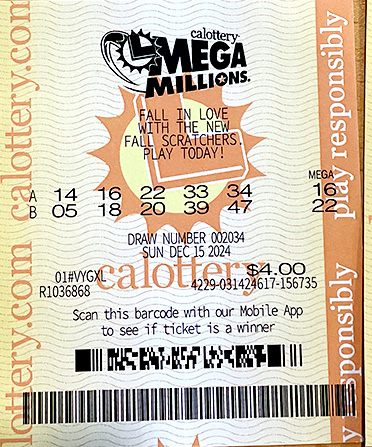 calottery
MEGA
MILLIONS.
FALL IN LOVE
WITH THE NEW
FALL SCRATCHERS.
PLAY TODAY!
MEGA
A 14 16 22 33 34 16
B 05 18 20 39 47 22
DRAW NUMBER 002034
SUN DEC 15 2024
calottery
01#VYGXL $4.00
R1036868 4229-031424617-156735
Scan this barcode with our Mobile App
to see if ticket is a winner
lottery.com calottery.com
play responsibly
y responsibly